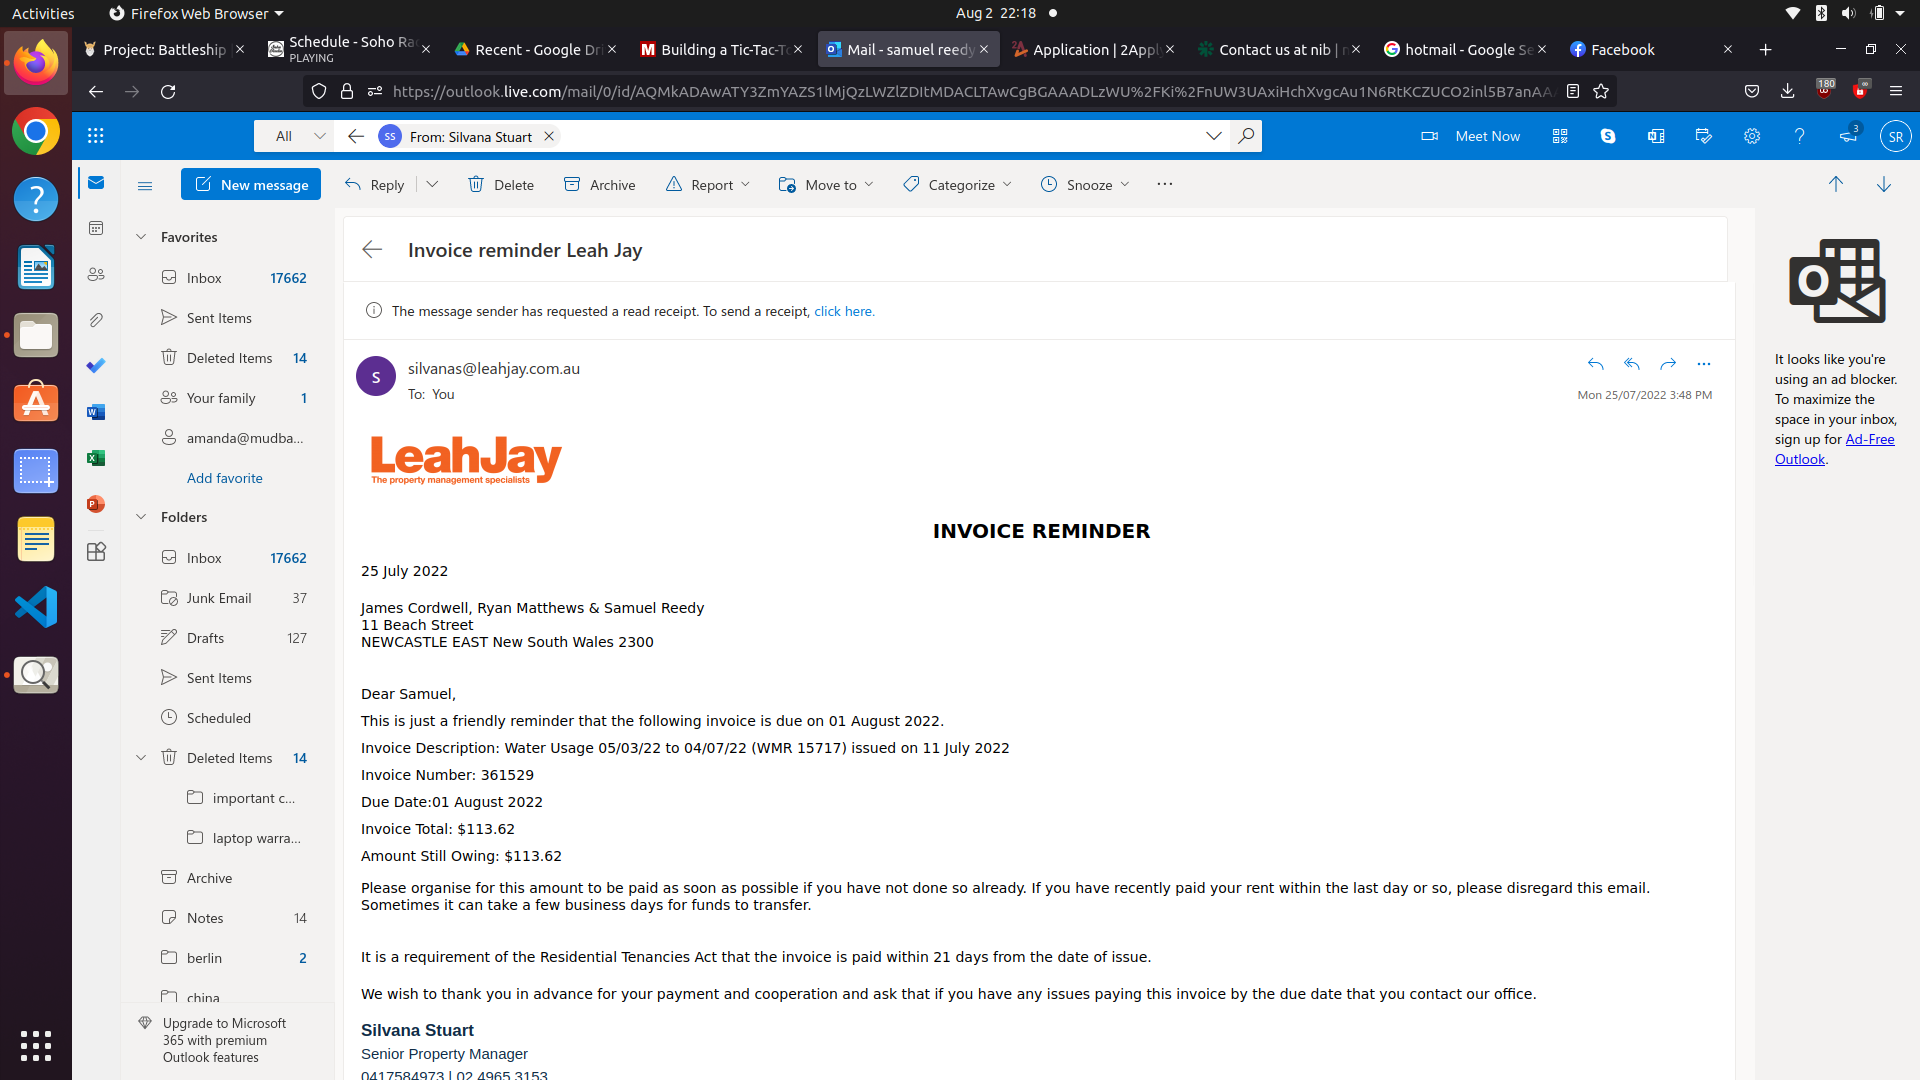 Activities
Firefox Web Browser
Aug 2 22:18
Project: Battleship
Schedule - Soho Ra
PLAYING
Recent - Google Dri
Building a Tic-Tac-To
Mail - samuel reedy
Application | 2Apply
Contact us at nib | n
hotmail - Google Se
Facebook
https://outlook.live.com/mail/0/id/
180
∞
All
SS
From: Silvana Stuart
Meet Now
3
SR
New message
Reply
Delete
Archive
Report
Move to
Categorize
Snooze
Favorites
Inbox 17662
Sent Items
Deleted Items 14
Your family 1
amanda@mudba...
Add favorite
Folders
Inbox 17662
Junk Email 37
Drafts 127
Sent Items
Scheduled
Deleted Items 14
important c...
laptop warra...
Archive
Notes 14
berlin 2
china
Upgrade to Microsoft
365 with premium
Outlook features
Invoice reminder Leah Jay
The message sender has requested a read receipt. To send a receipt, click here.
S
silvanas@leahjay.com.au
To: You
Mon 25/07/2022 3:48 PM
LeahJay
The property management specialists
INVOICE REMINDER
25 July 2022
James Cordwell, Ryan Matthews & Samuel Reedy
11 Beach Street
NEWCASTLE EAST New South Wales 2300
Dear Samuel,
This is just a friendly reminder that the following invoice is due on 01 August 2022.
Invoice Description: Water Usage 05/03/22 to 04/07/22 (WMR 15717) issued on 11 July 2022
Invoice Number: 361529
Due Date:01 August 2022
Invoice Total: $113.62
Amount Still Owing: $113.62
Please organise for this amount to be paid as soon as possible if you have not done so already. If you have recently paid your rent within the last day or so, please disregard this email.
Sometimes it can take a few business days for funds to transfer.
It is a requirement of the Residential Tenancies Act that the invoice is paid within 21 days from the date of issue.
We wish to thank you in advance for your payment and cooperation and ask that if you have any issues paying this invoice by the due date that you contact our office.
Silvana Stuart
Senior Property Manager
0417584973 | 02 4965 3153
It looks like you're
using an ad blocker.
To maximize the
space in your inbox,
sign up for Ad-Free
Outlook.